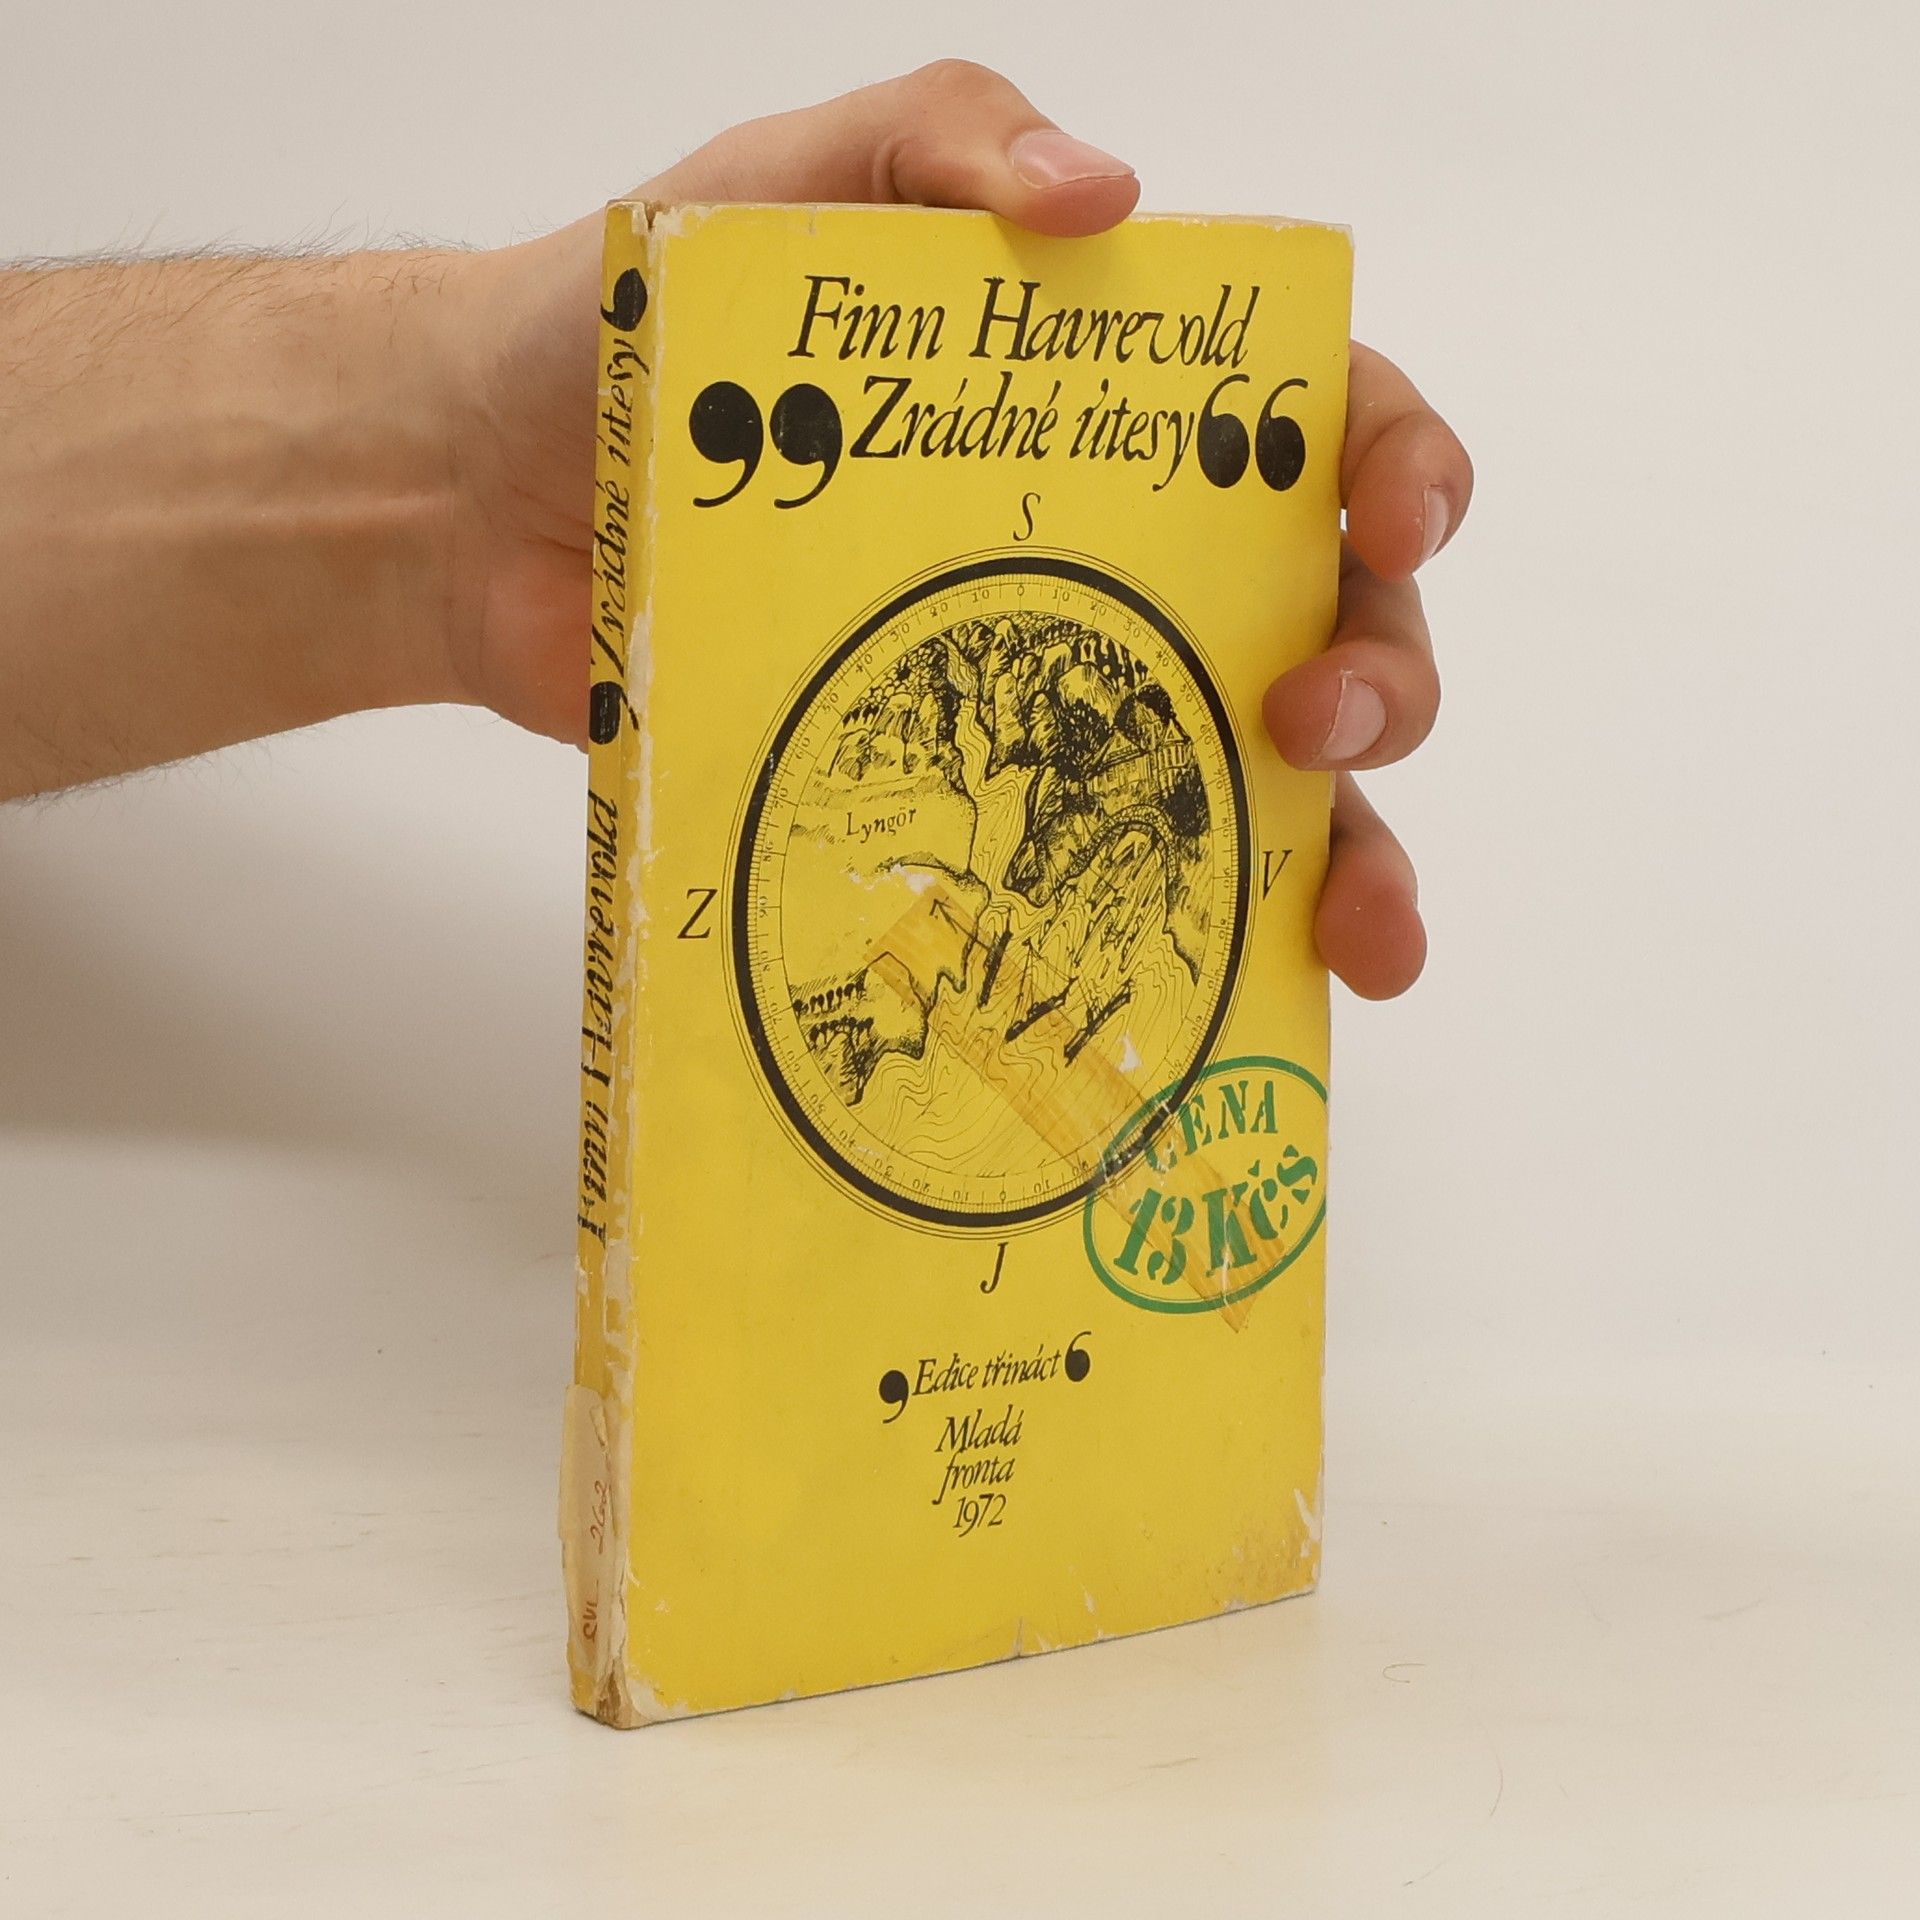 Finn Havrevold
„Zrádné útesy“
S
Lyngör
Z
V
J
CENA
13 Kčs
‚Edice třináct‘
Mladá
fronta
1972
Finn Havrevold ‚Zrádné útesy‘